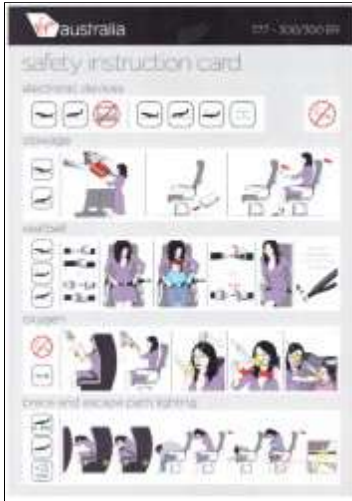 australia
777 - 300/300 ER
safety instruction card
electronic devices
stowage
seatbelt
oxygen
brace and escape path lighting